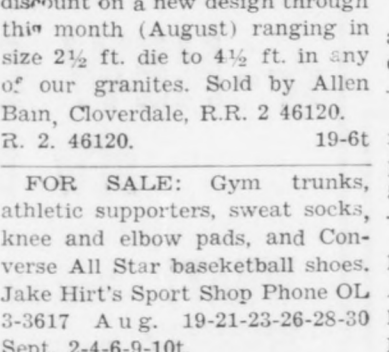 discount on a new design through
this month (August) ranging in
size 2½ ft. die to 4½ ft. in any
of our granites. Sold by Allen
Bain, Cloverdale, R.R. 2 46120.
R. 2. 46120. 19-6t
FOR SALE: Gym trunks,
athletic supporters, sweat socks,
knee and elbow pads, and Con-
verse All Star baseketball shoes.
Jake Hirt's Sport Shop Phone OL
3-3617 Aug. 19-21-23-26-28-30
Sept. 2-4-6-9-10t